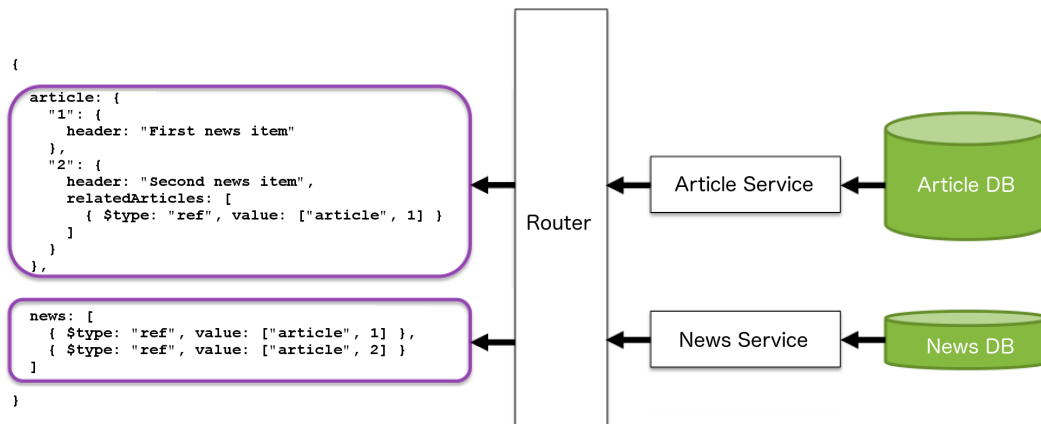 {
article: {
"1": {
header: "First news item"
},
"2": {
header: "Second news item",
relatedArticles: [
{ $type: "ref", value: ["article", 1] }
]
}
},
news: [
{ $type: "ref", value: ["article", 1] },
{ $type: "ref", value: ["article", 2] }
]
}
Router
Article Service
Article DB
News Service
News DB